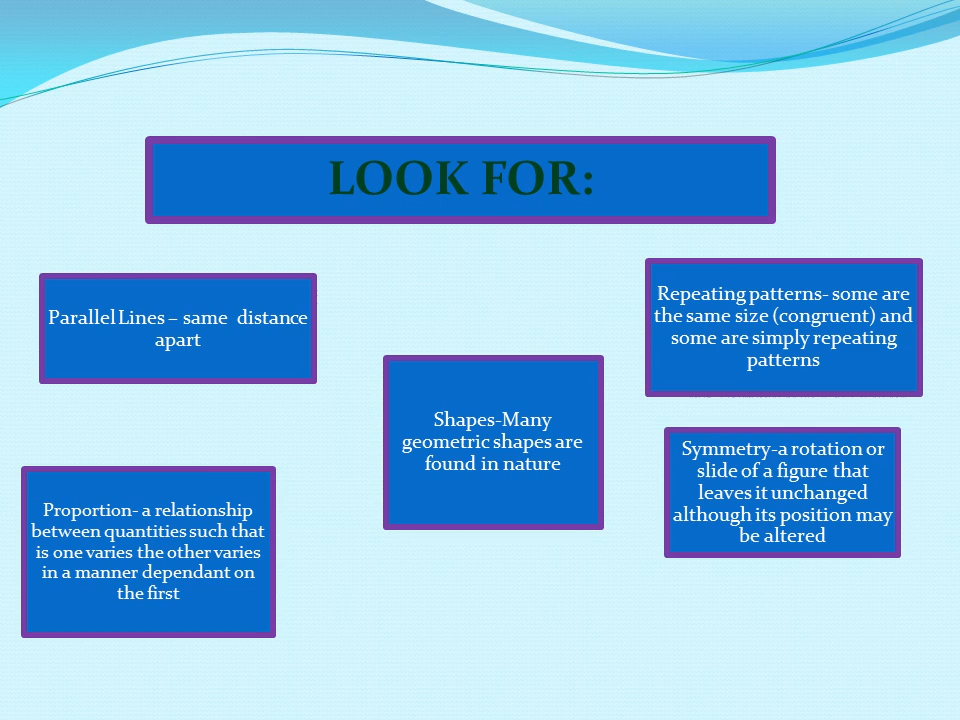 LOOK FOR:
Parallel Lines – same distance
apart
Repeating patterns- some are
the same size (congruent) and
some are simply repeating
patterns
Shapes-Many
geometric shapes are
found in nature
Symmetry-a rotation or
slide of a figure that
leaves it unchanged
although its position may
be altered
Proportion- a relationship
between quantities such that
is one varies the other varies
in a manner dependant on
the first